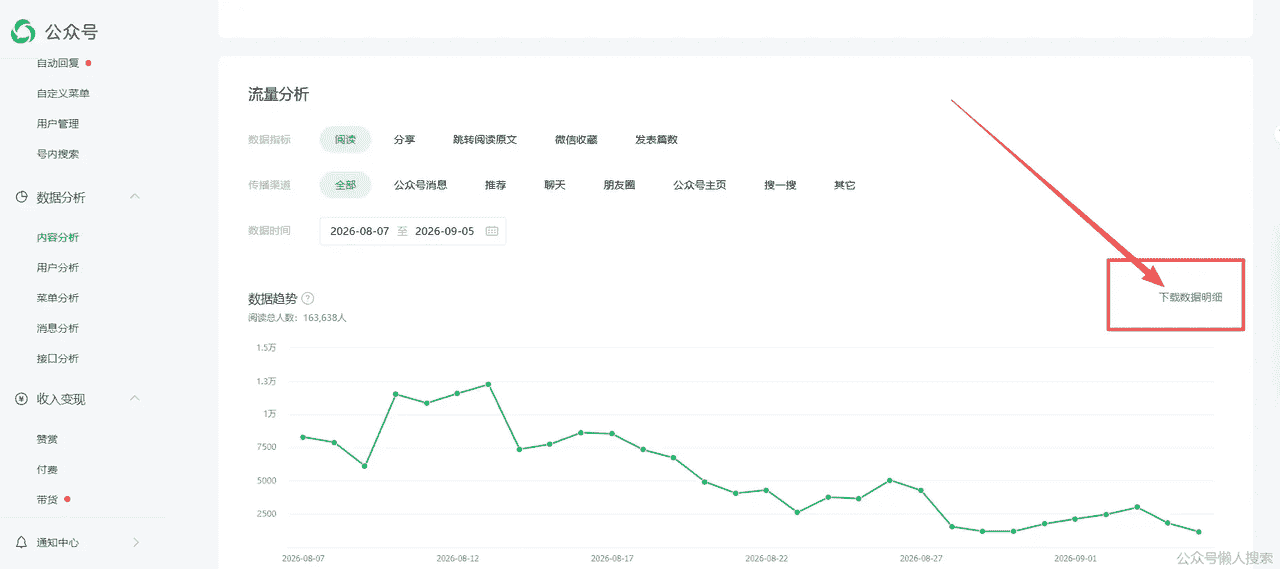 公众号
自动回复
自定义菜单
用户管理
号内搜索
数据分析
内容分析
用户分析
菜单分析
消息分析
接口分析
收入变现
赞赏
付费
带货
通知中心
流量分析
数据指标 阅读 分享 跳转阅读原文 微信收藏 发表篇数
传播渠道 全部 公众号消息 推荐 聊天 朋友圈 公众号主页 搜一搜 其它
数据时间 2026-08-07 至 2026-09-05
数据趋势 ?
下载数据明细
阅读总人数：163,638人
1.5万
1.3万
1万
7500
5000
2500
2026-08-07 2026-08-12 2026-08-17 2026-08-22 2026-08-27 2026-09-01
公众号懒人搜索